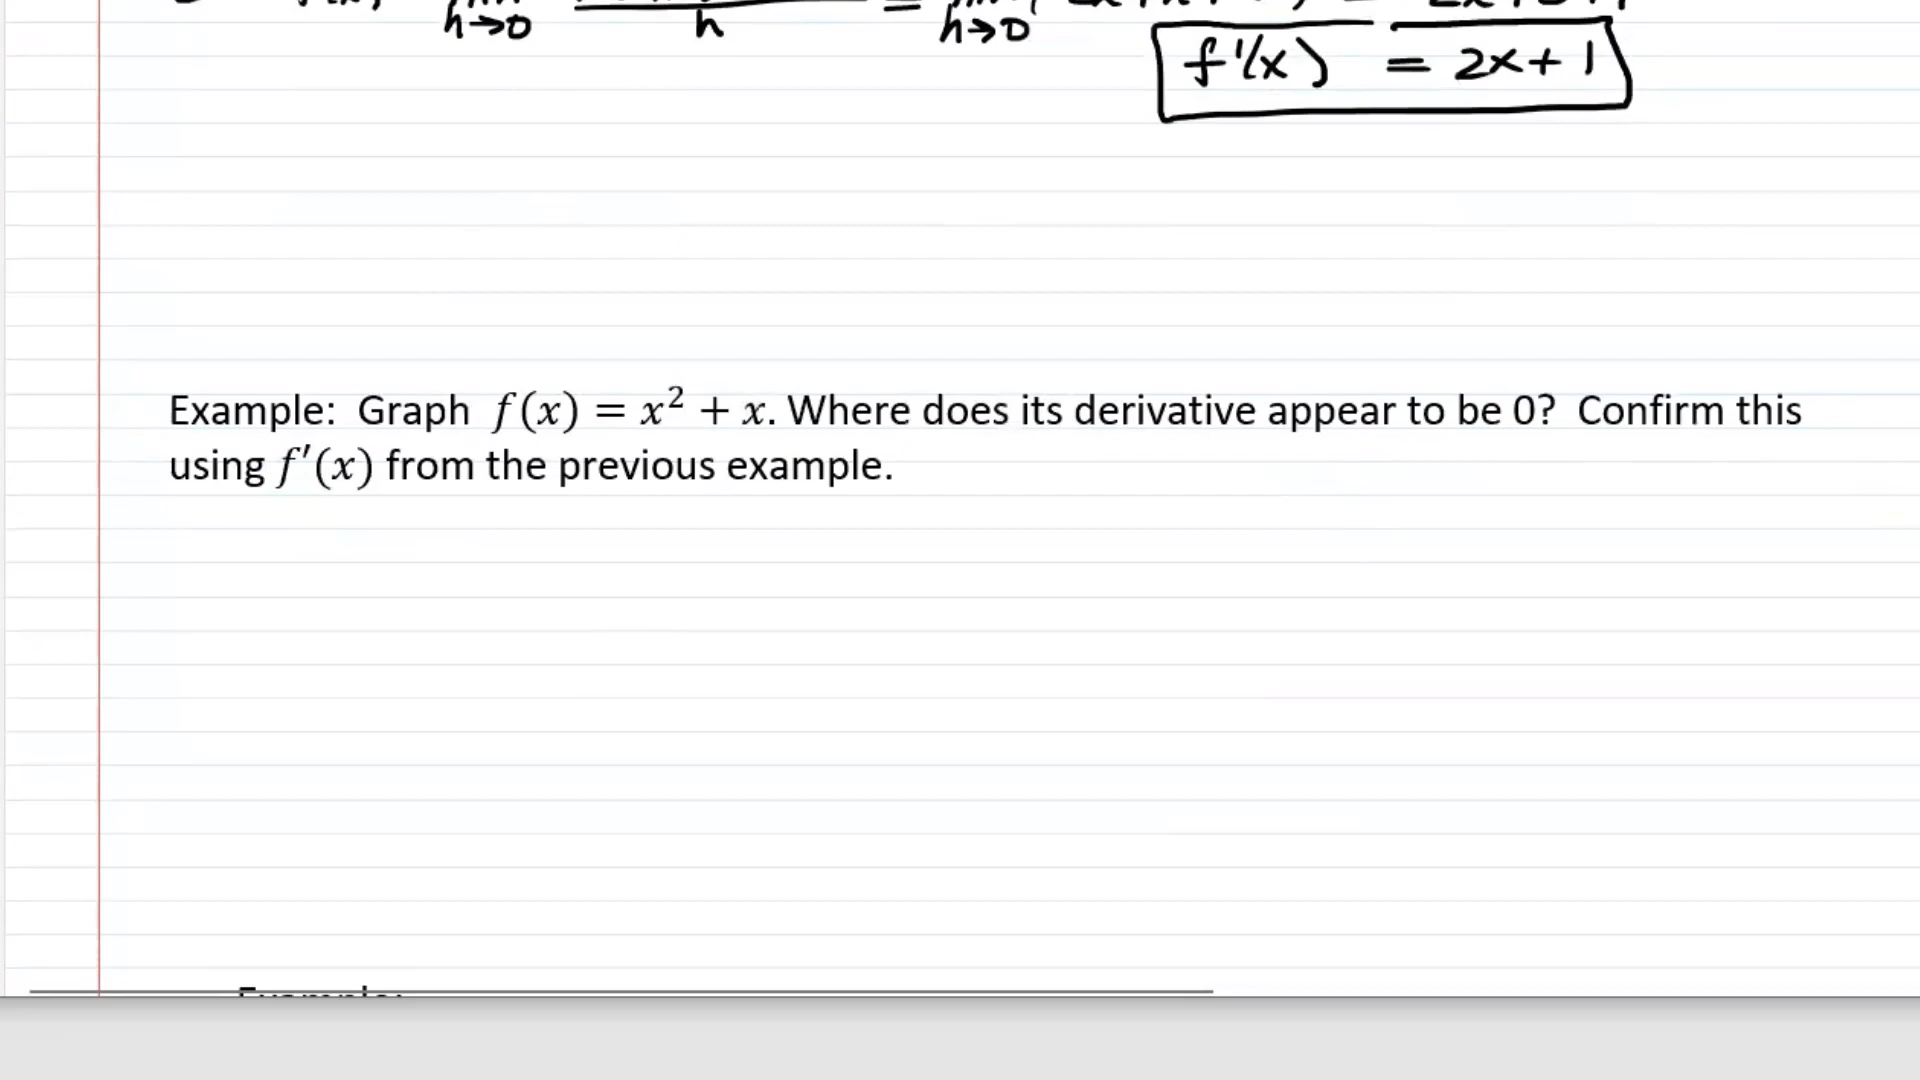 h→0 h = h→0
f'(x) = 2x+1
Example: Graph f(x) = x² + x. Where does its derivative appear to be 0? Confirm this
using f′(x) from the previous example.